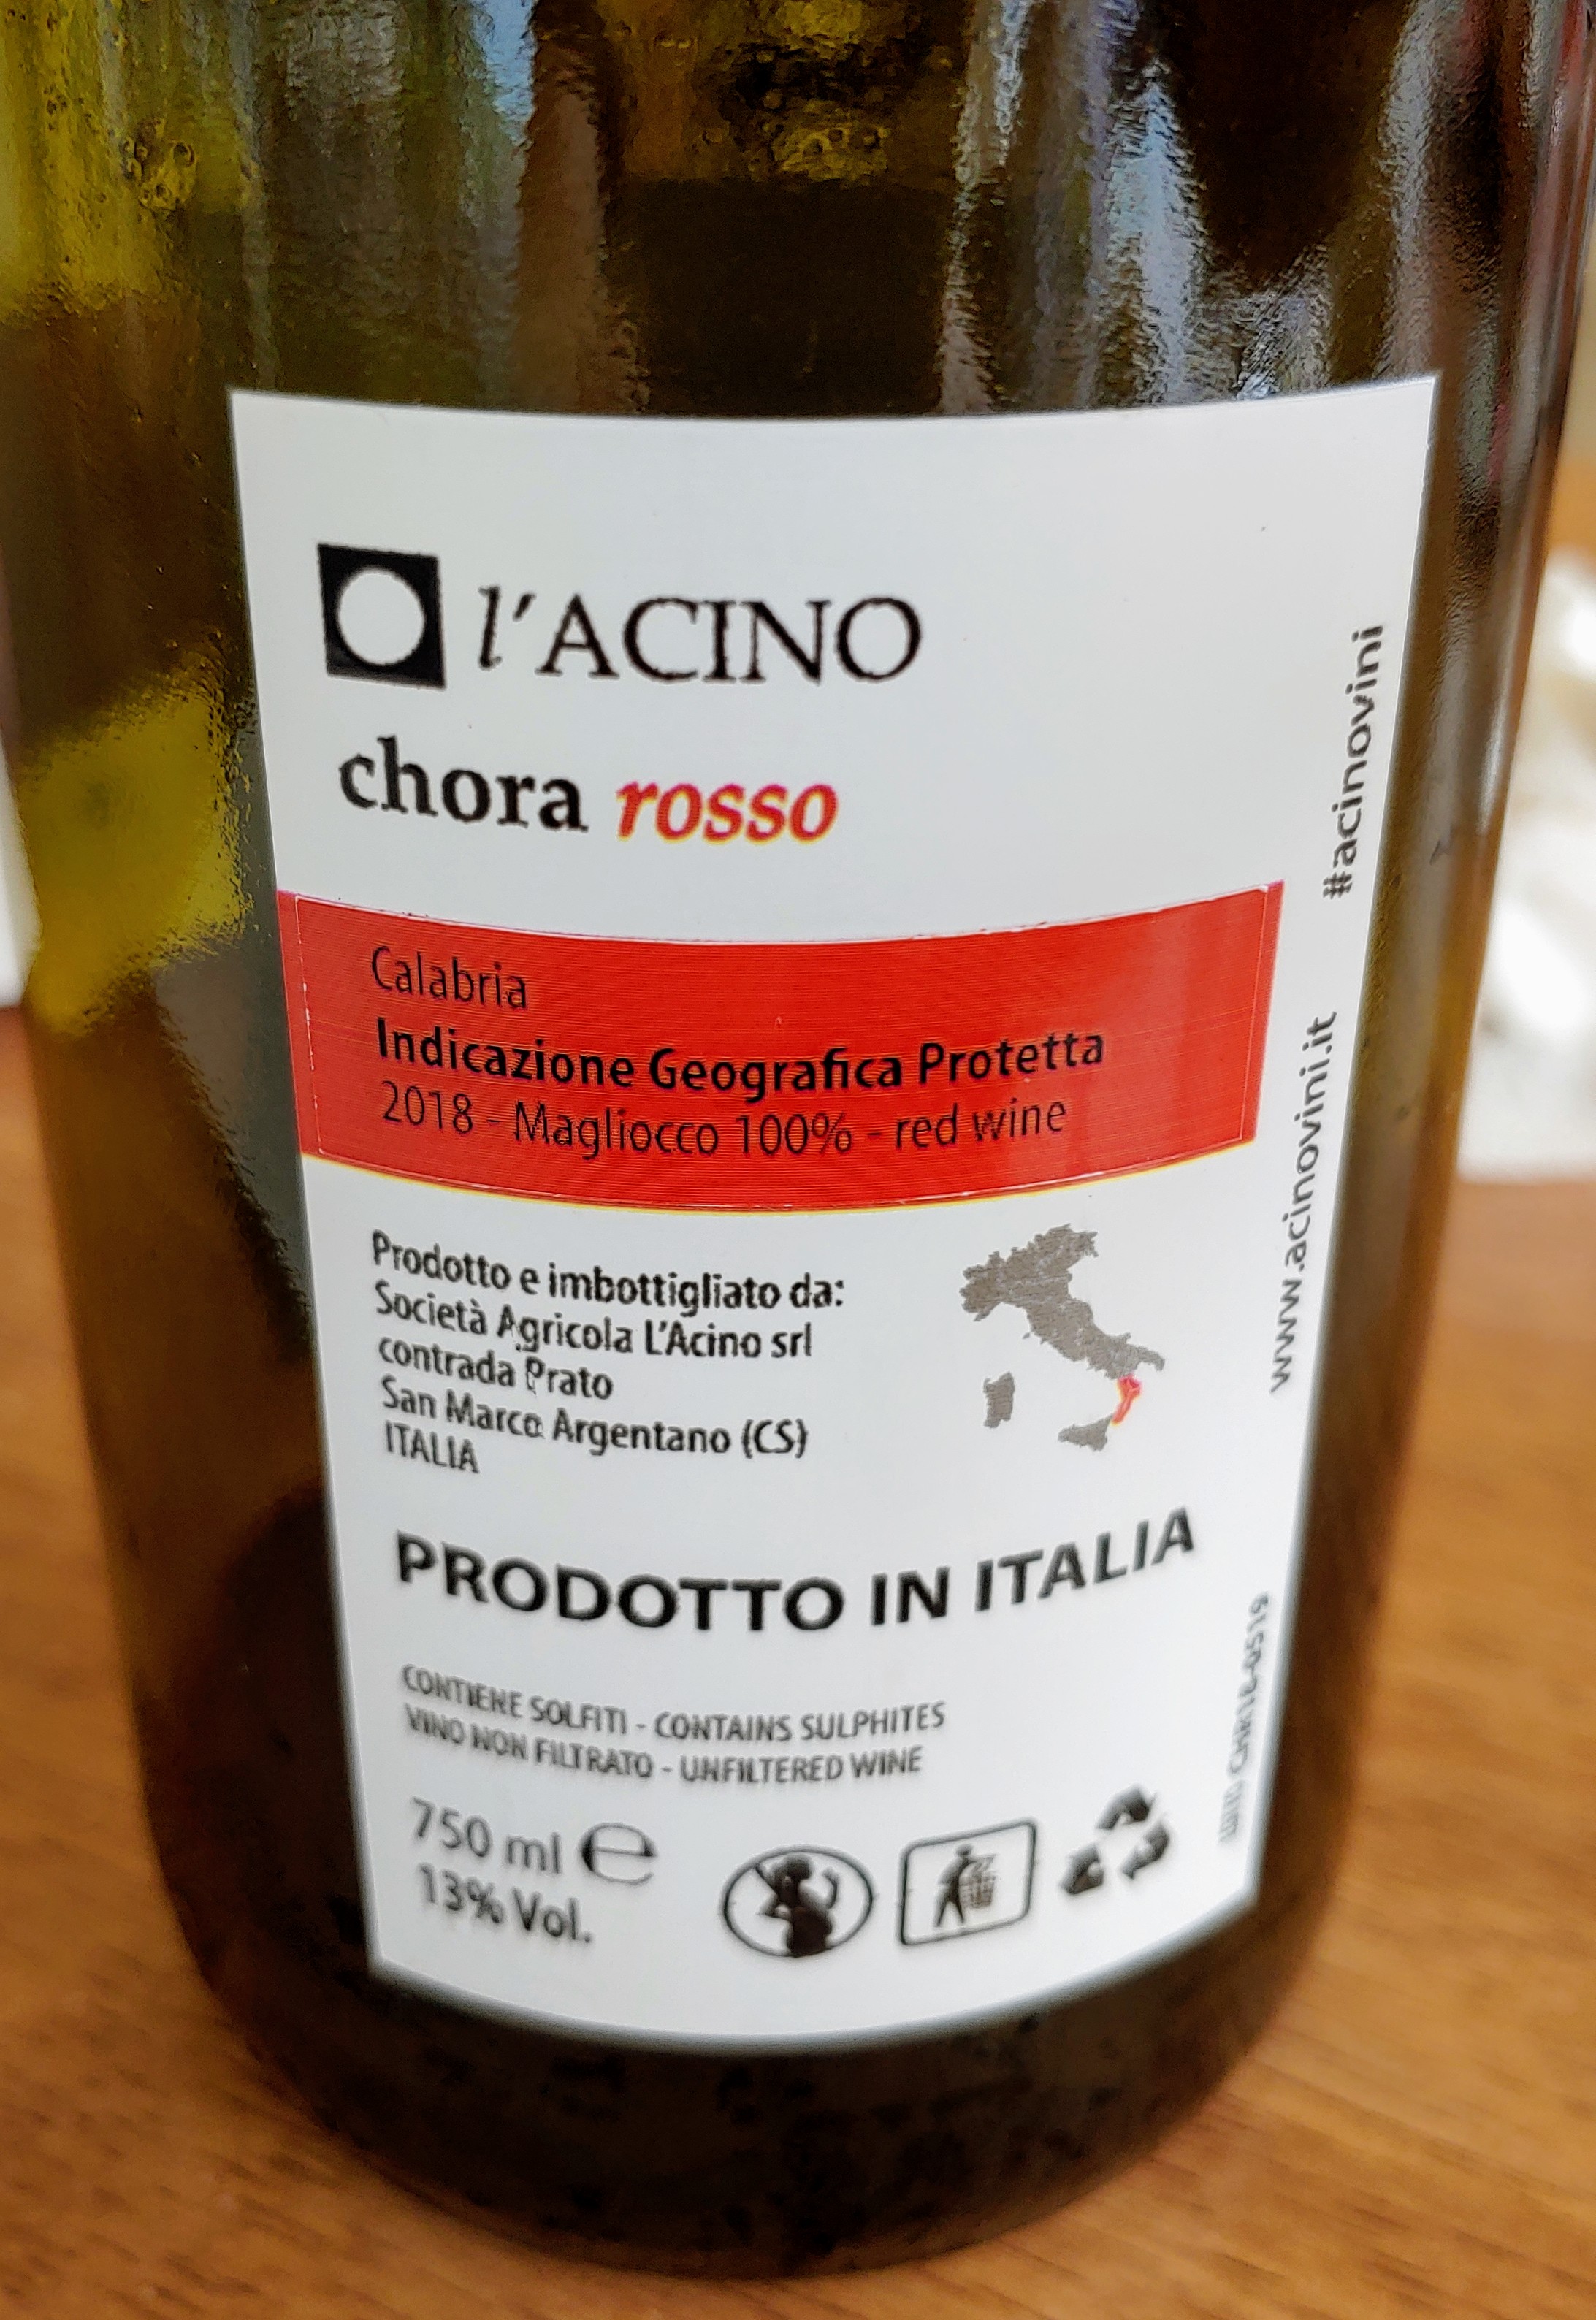 l'ACINO
chora rosso
Calabria
Indicazione Geografica Protetta
2018 - Magliocco 100% - red wine
Prodotto e imbottigliato da:
Società Agricola L'Acino srl
contrada Prato
San Marco Argentano (CS)
ITALIA
PRODOTTO IN ITALIA
CONTIENE SOLFITI - CONTAINS SULPHITES
VINO NON FILTRATO - UNFILTERED WINE
750 ml e
13% Vol.
#acinovini
www.acinovini.it